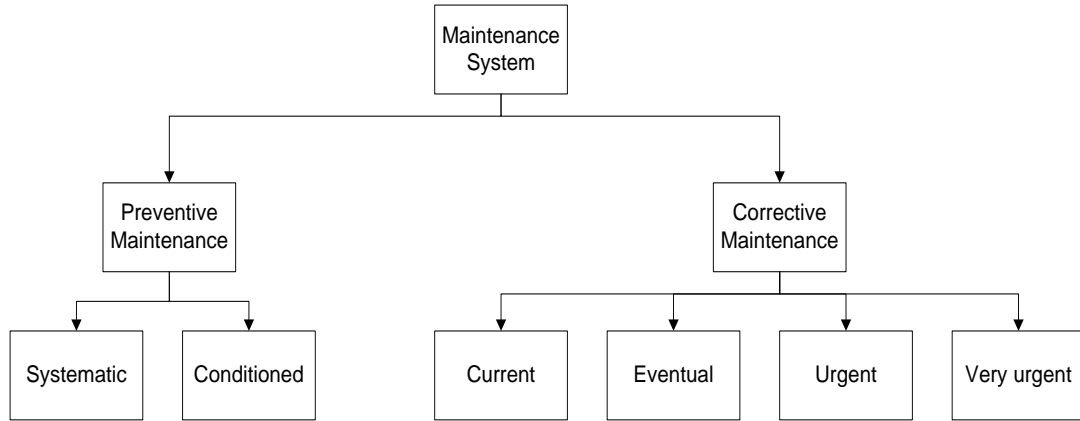 Maintenance
System
Preventive
Maintenance
Corrective
Maintenance
Systematic
Conditioned
Current
Eventual
Urgent
Very urgent